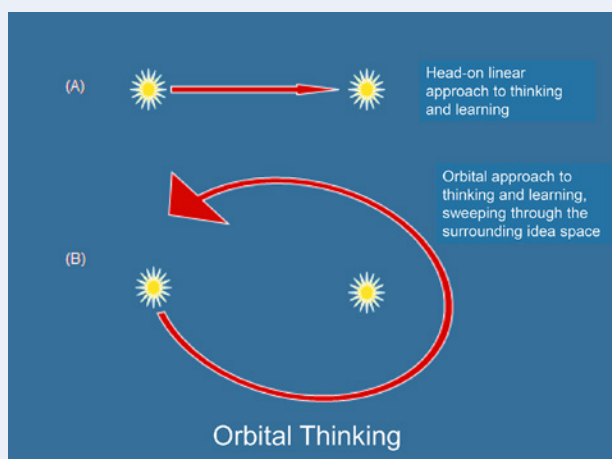 (A)
Head-on linear
approach to thinking
and learning
Orbital approach to
thinking and learning,
sweeping through the
surrounding idea space
(B)
Orbital Thinking